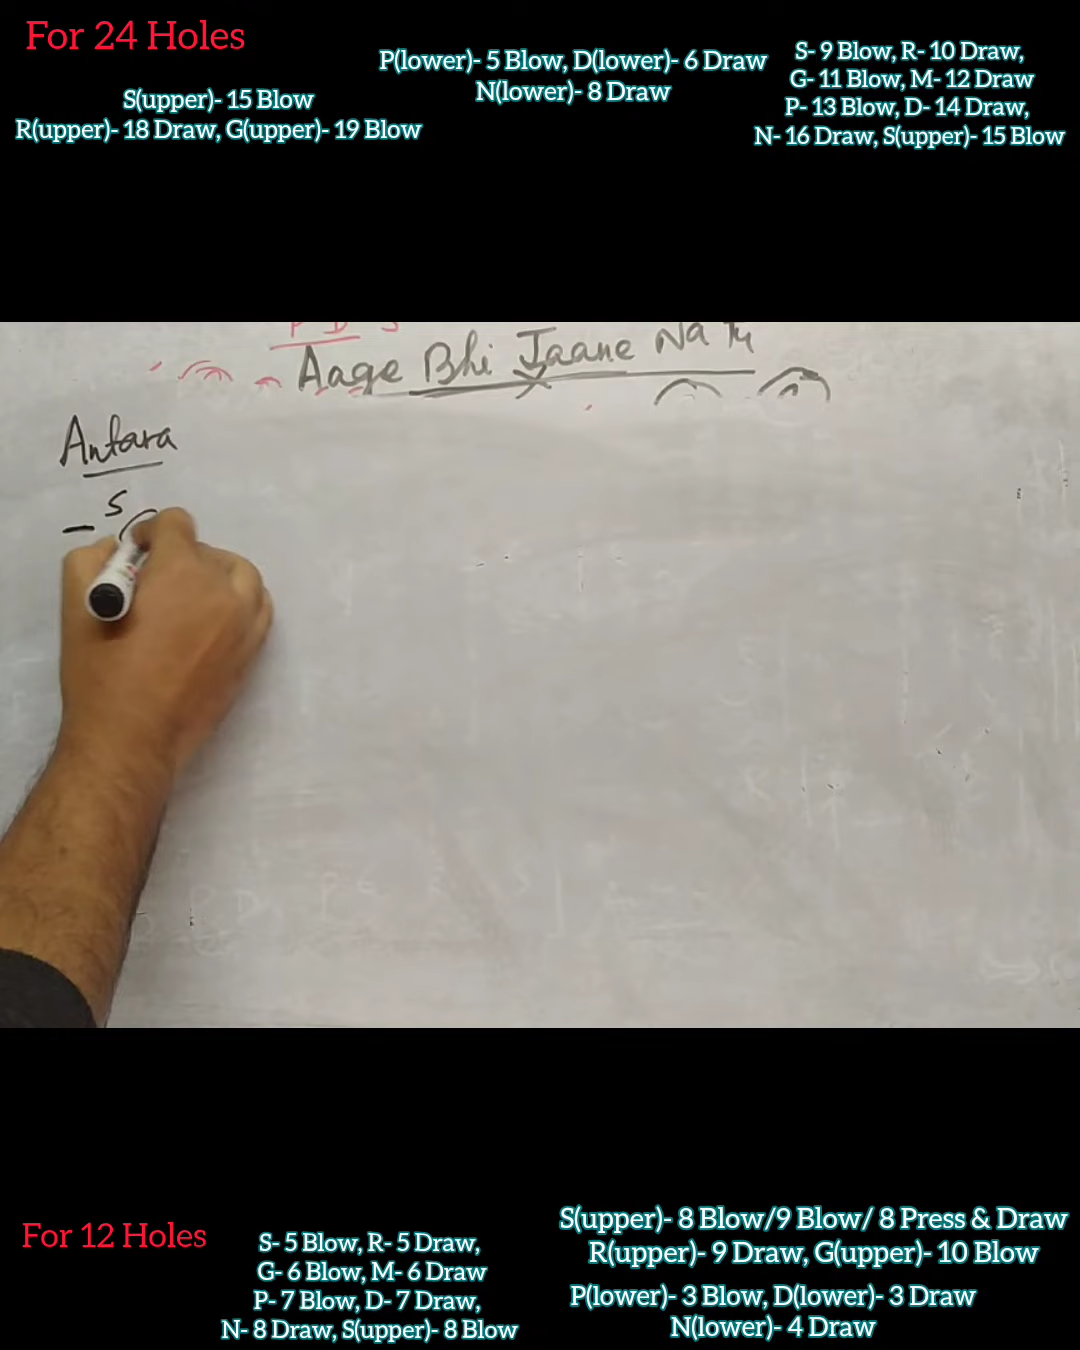 For 24 Holes
S(upper)- 15 Blow
R(upper)- 18 Draw, G(upper)- 19 Blow
P(lower)- 5 Blow, D(lower)- 6 Draw
N(lower)- 8 Draw
S- 9 Blow, R- 10 Draw,
G- 11 Blow, M- 12 Draw
P- 13 Blow, D- 14 Draw,
N- 16 Draw, S(upper)- 15 Blow
Aage Bhi Jaane Na Tu
Antara
– S
For 12 Holes
S- 5 Blow, R- 5 Draw,
G- 6 Blow, M- 6 Draw
P- 7 Blow, D- 7 Draw,
N- 8 Draw, S(upper)- 8 Blow
S(upper)- 8 Blow/9 Blow/ 8 Press & Draw
R(upper)- 9 Draw, G(upper)- 10 Blow
P(lower)- 3 Blow, D(lower)- 3 Draw
N(lower)- 4 Draw